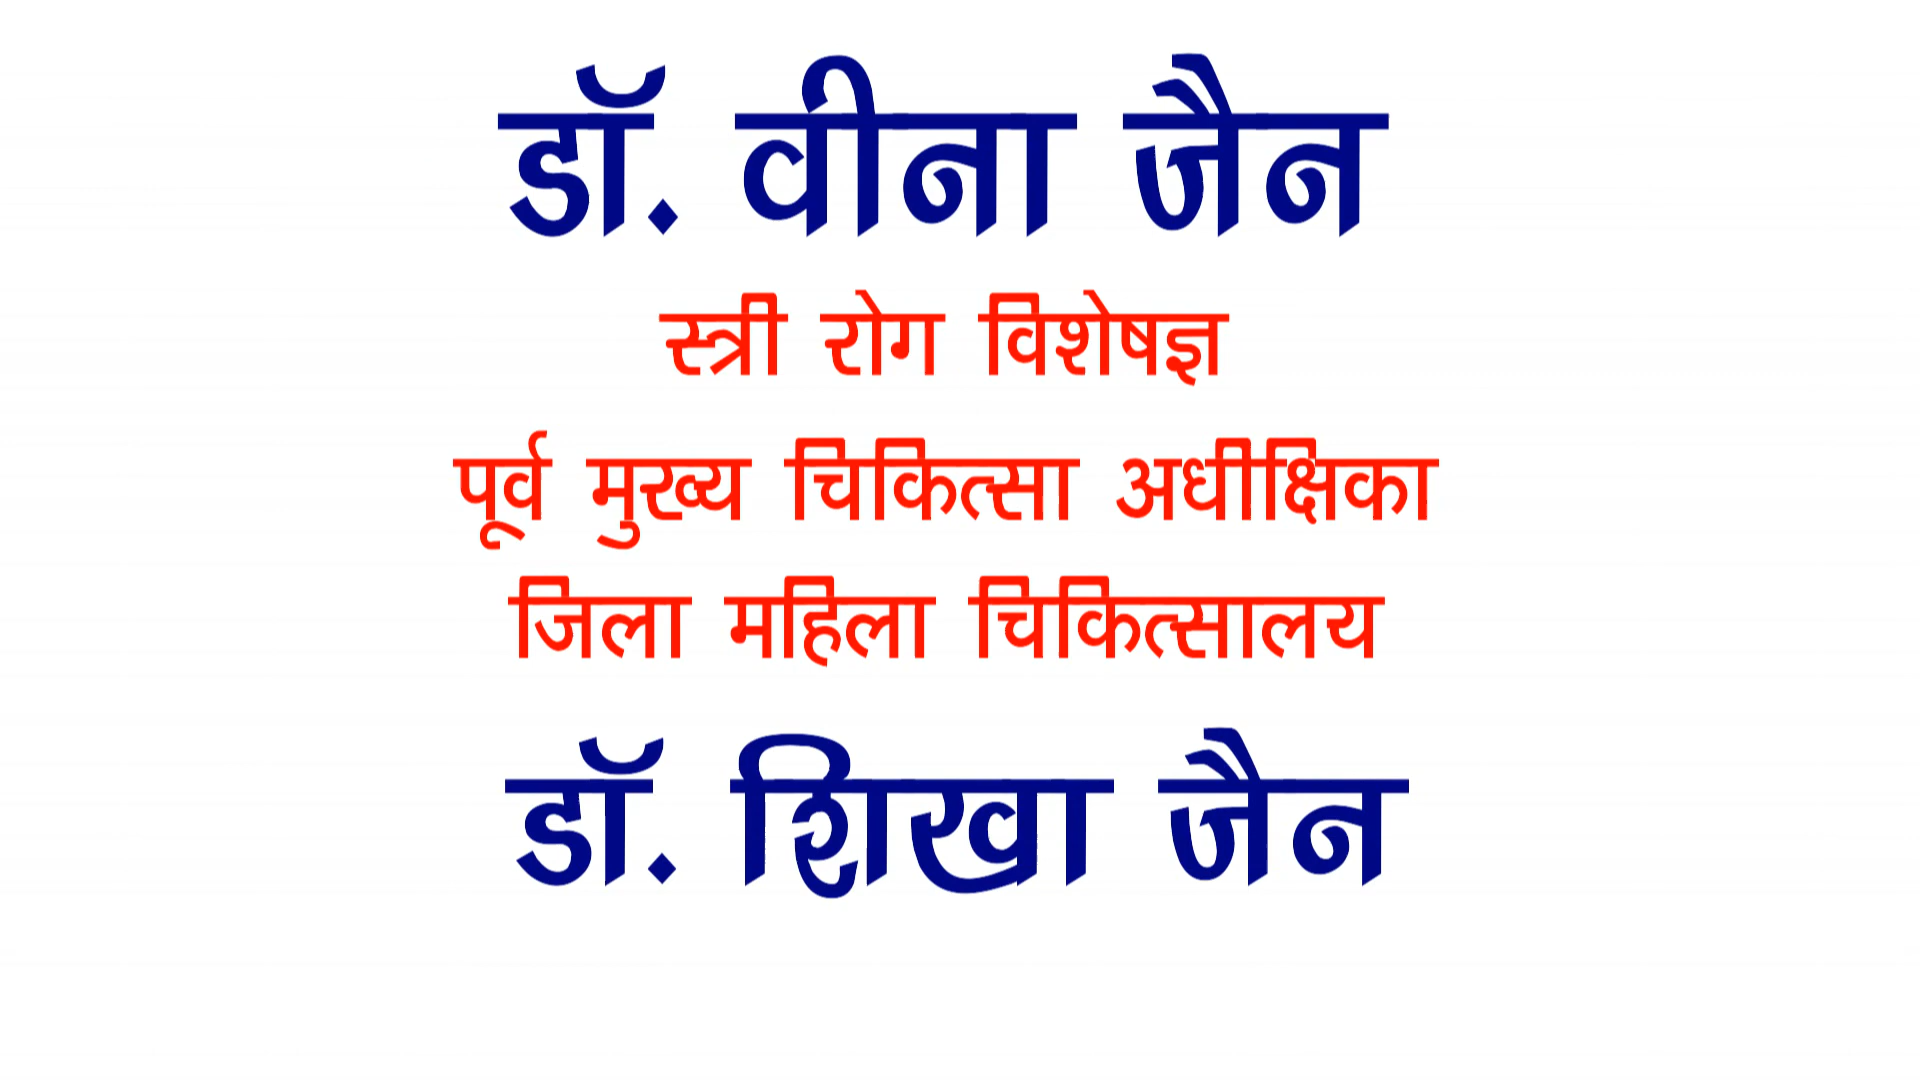 डॉ. वीना जैन
स्त्री रोग विशेषज्ञ
पूर्व मुख्य चिकित्सा अधीक्षिका
जिला महिला चिकित्सालय
डॉ. शिखा जैन